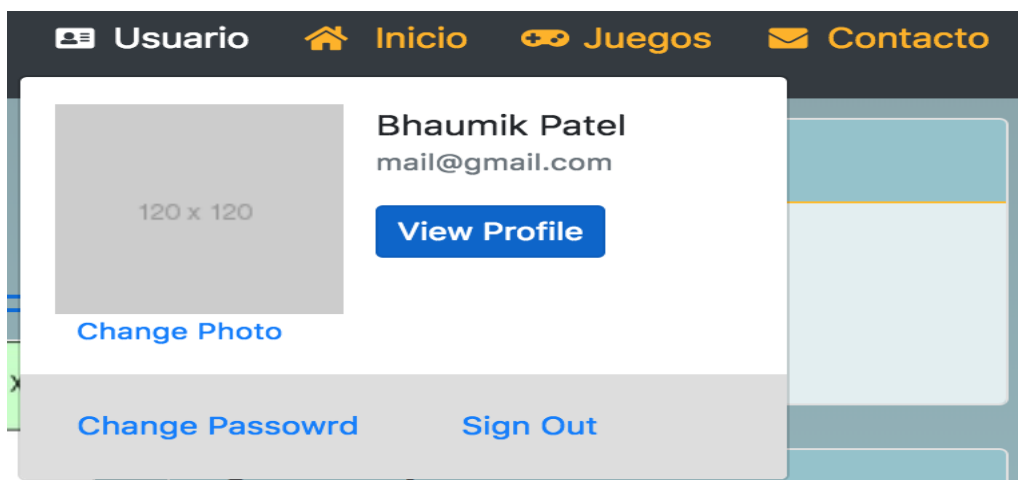 Usuario Inicio Juegos Contacto
Bhaumik Patel
mail@gmail.com
120 x 120
View Profile
Change Photo
Change Passowrd Sign Out